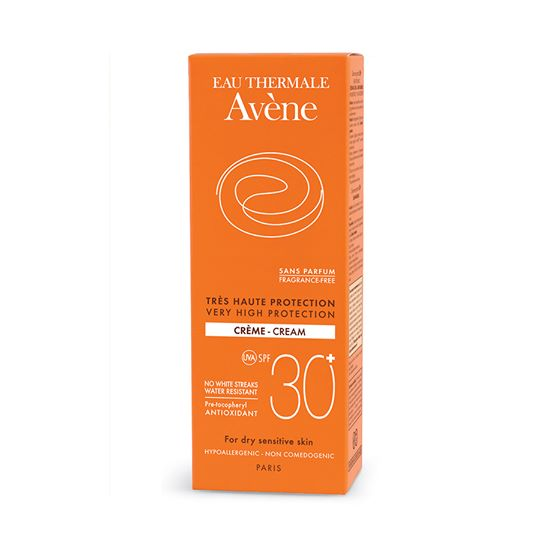 EAU THERMALE
Avène
SANS PARFUM
FRAGRANCE-FREE
TRÈS HAUTE PROTECTION
VERY HIGH PROTECTION
CRÈME - CREAM
UVA SPF 30+
NO WHITE STREAKS
WATER RESISTANT
Pre-tocopheryl
ANTIOXIDANT
For dry sensitive skin
HYPOALLERGENIC - NON COMEDOGENIC
PARIS